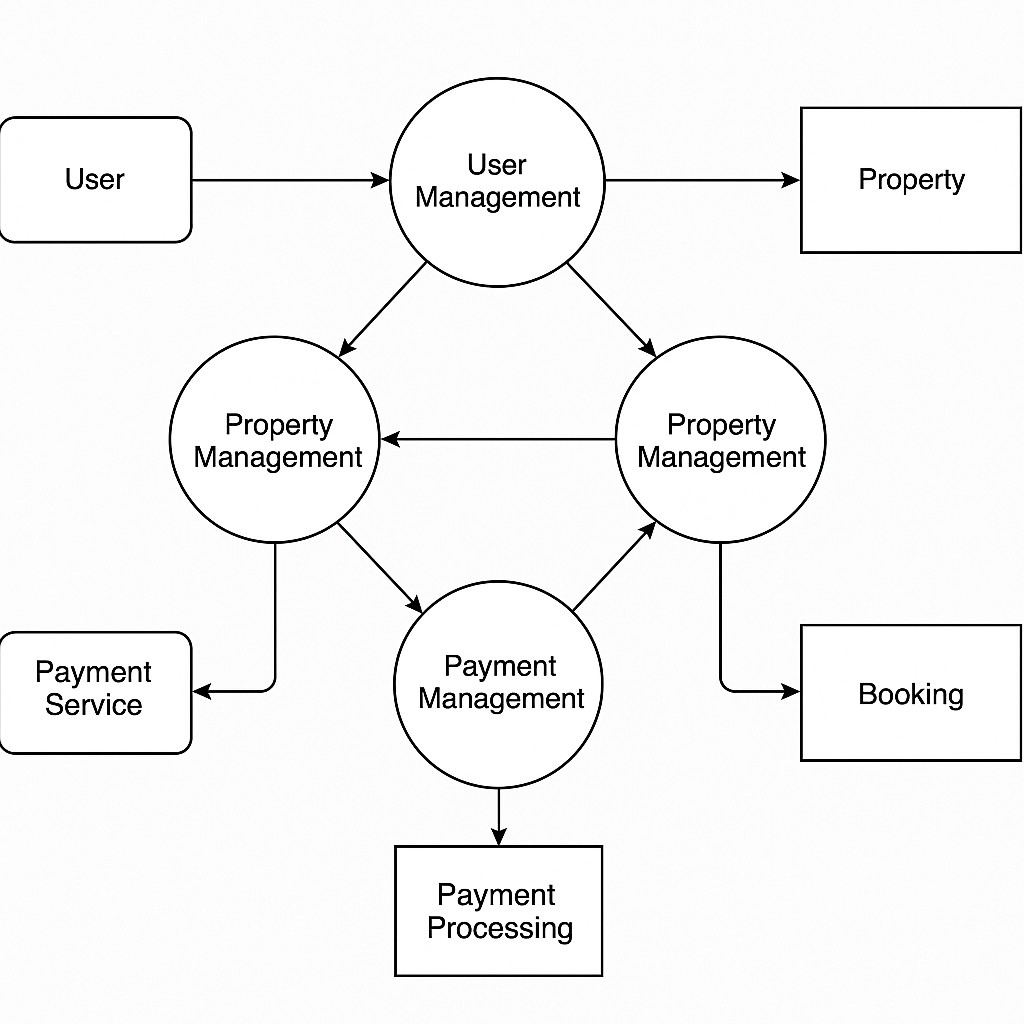 User
User
Management
Property
Property
Management
Property
Management
Payment
Service
Payment
Management
Booking
Payment
Processing